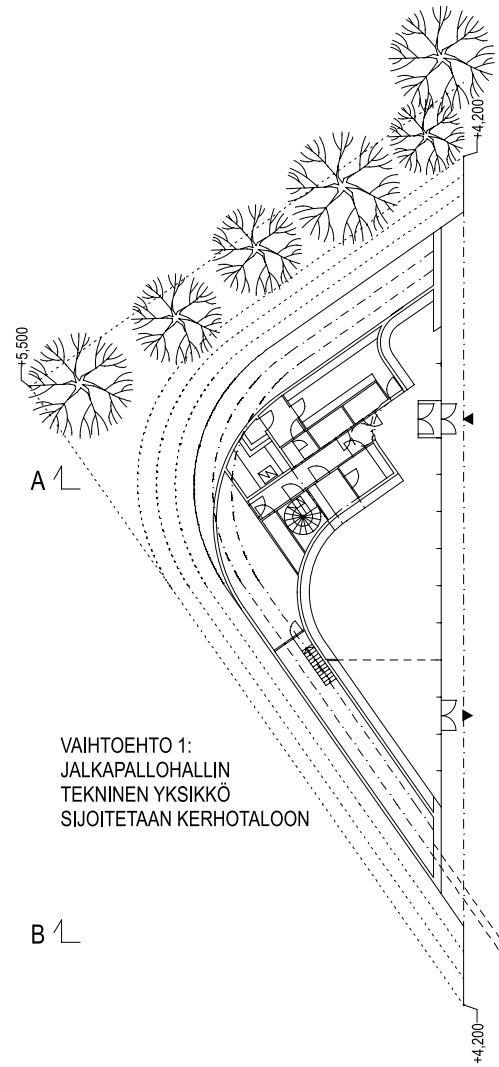 +4,200
+5,500
A
VAIHTOEHTO 1:
JALKAPALLOHALLIN
TEKNINEN YKSIKKÖ
SIJOITETAAN KERHOTALOON
B
+4,200